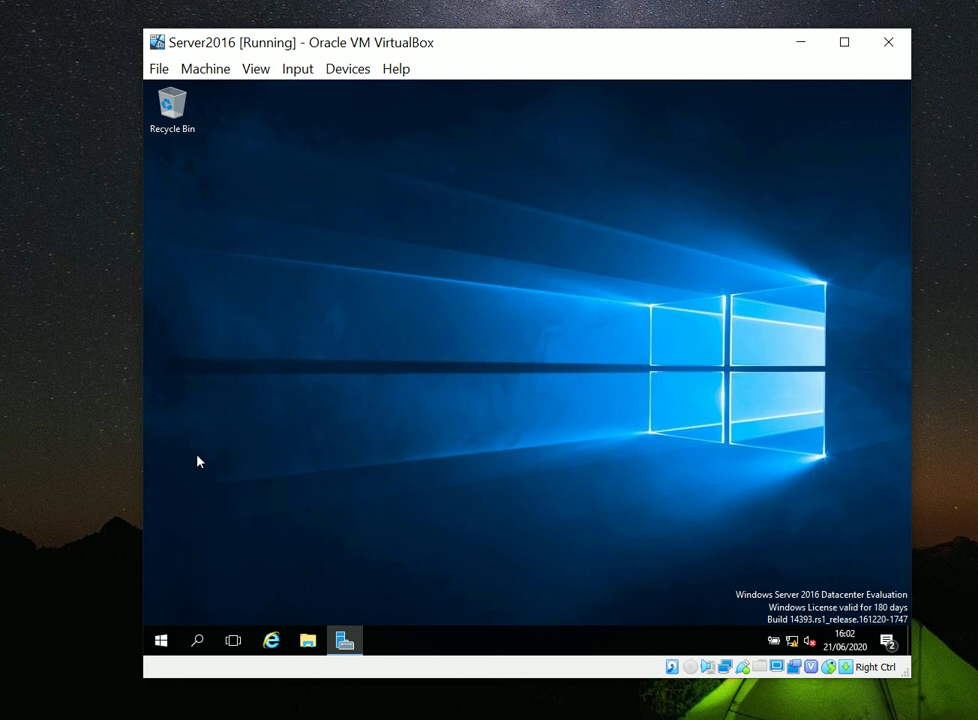 Server2016 [Running] - Oracle VM VirtualBox
File Machine View Input Devices Help
Recycle Bin
Windows Server 2016 Datacenter Evaluation
Windows License valid for 180 days
Build 14393.rs1_release.161220-1747
16:02
21/06/2020
2
Right Ctrl